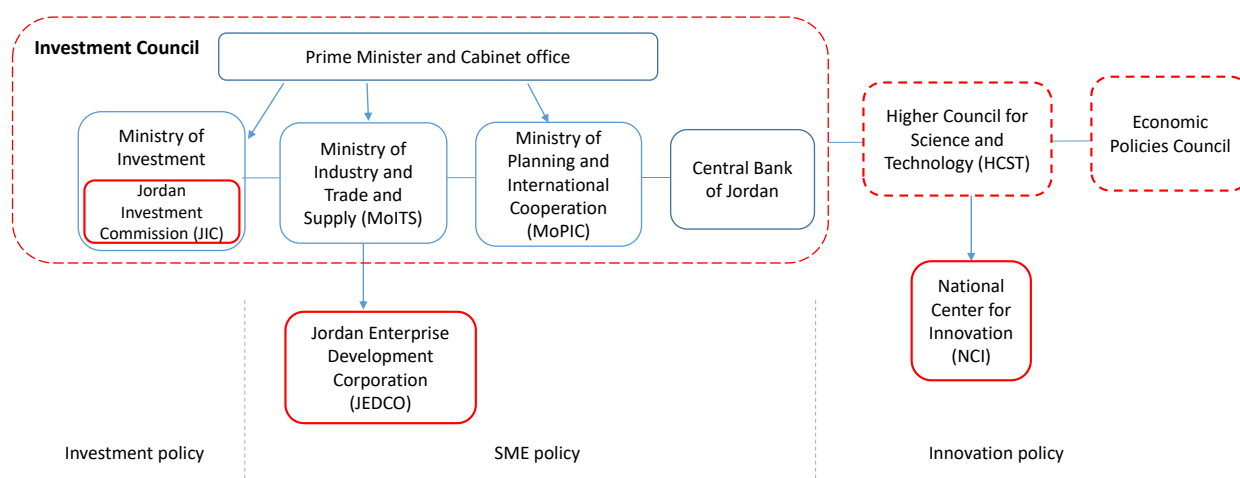 Investment Council
Prime Minister and Cabinet office
Ministry of
Investment
Jordan
Investment
Commission (JIC)
Ministry of
Industry and
Trade and
Supply (MoITS)
Ministry of
Planning and
International
Cooperation
(MoPIC)
Central Bank
of Jordan
Higher Council for
Science and
Technology (HCST)
Economic
Policies Council
Jordan Enterprise
Development
Corporation
(JEDCO)
National
Center for
Innovation
(NCI)
Investment policy
SME policy
Innovation policy